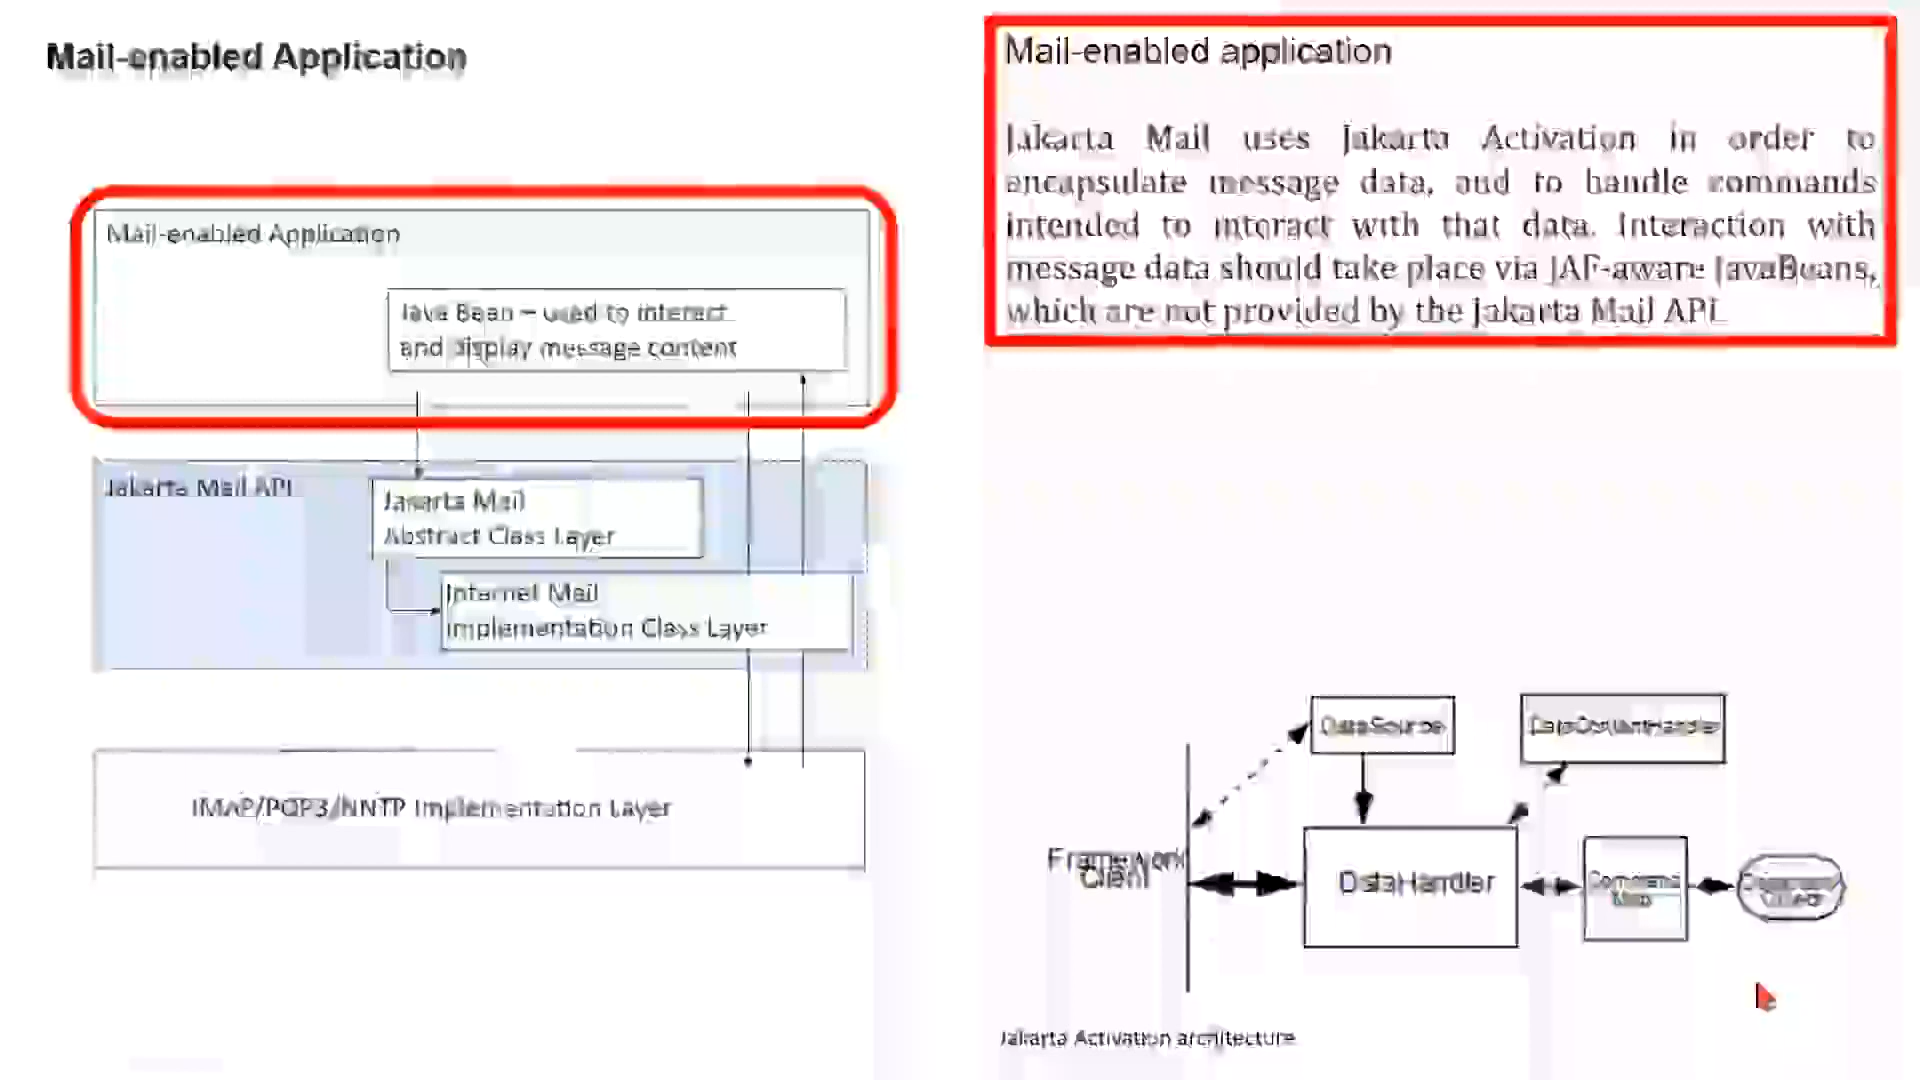 Mail-enabled Application
Mail-enabled Application
Java Bean – used to interact
and display message content
Jakarta Mail API
Jakarta Mail
Abstract Class Layer
Internet Mail
Implementation Class Layer
IMAP/POP3/NNTP Implementation Layer
Mail-enabled application
Jakarta Mail uses Jakarta Activation in order to
encapsulate message data, and to handle commands
intended to interact with that data. Interaction with
message data should take place via JAF-aware JavaBeans,
which are not provided by the Jakarta Mail API.
DataSource
DataContentHandler
Framework
Client
DataHandler
Command
Map
Jakarta Activation architecture